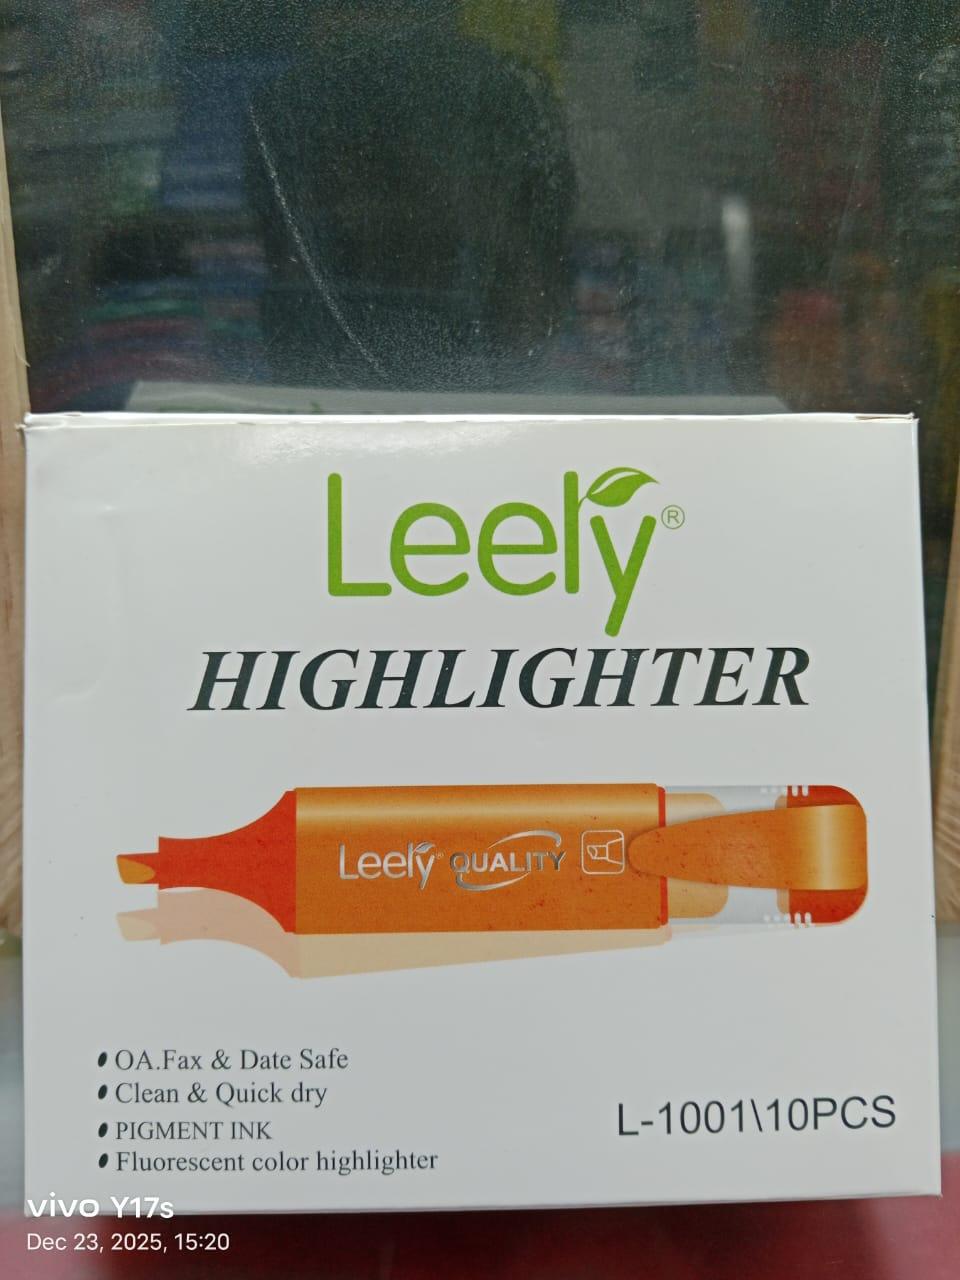 Leely®
HIGHLIGHTER
Leely® QUALITY
OA.Fax & Date Safe
Clean & Quick dry
PIGMENT INK
Fluorescent color highlighter
L-1001\10PCS
vivo Y17s
Dec 23, 2025, 15:20